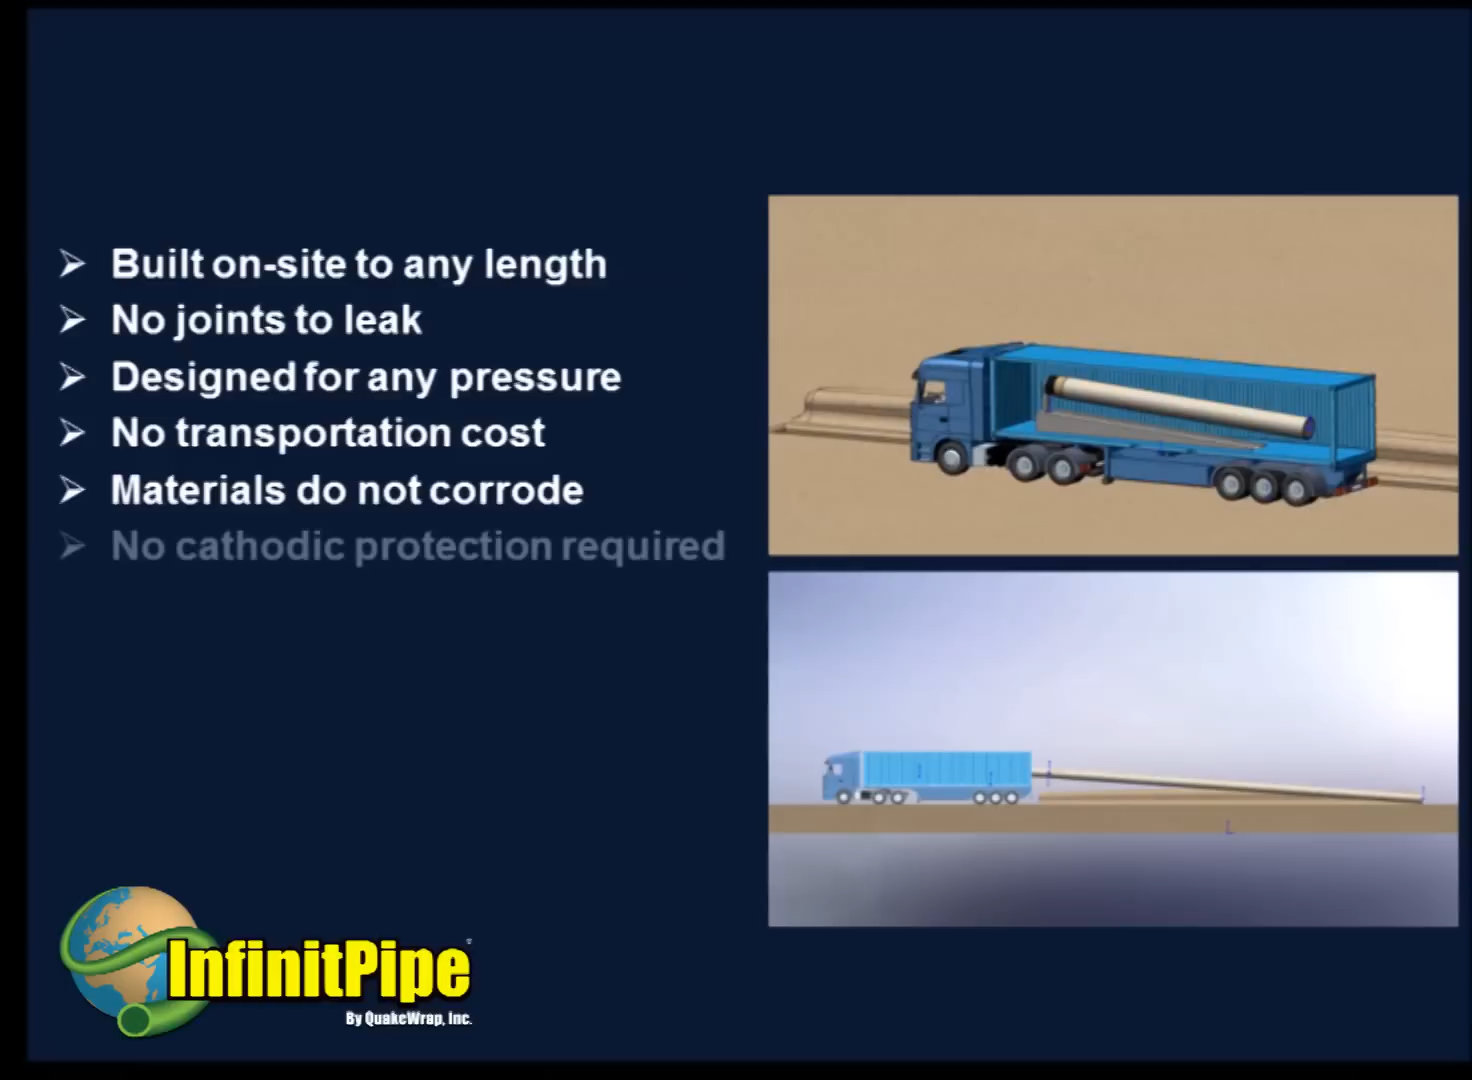 ➢ Built on-site to any length
➢ No joints to leak
➢ Designed for any pressure
➢ No transportation cost
➢ Materials do not corrode
➢ No cathodic protection required
L
InfinitPipe
By QuakeWrap, Inc.